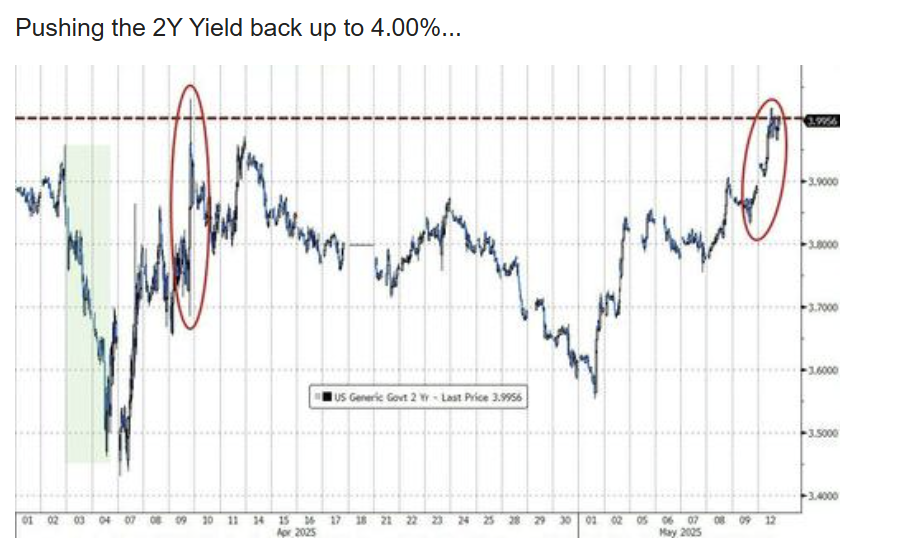 Pushing the 2Y Yield back up to 4.00%...
3.9956
3.9000
3.8000
3.7000
3.6000
US Generic Govt 2 Yr - Last Price 3.9956
3.5000
3.4000
01 02 03 04 07 08 09 10 11 14 15 16 17 18 21 22 23 24 25 28 29 30 01 02 05 06 07 08 09 12
Apr 2025 May 2025